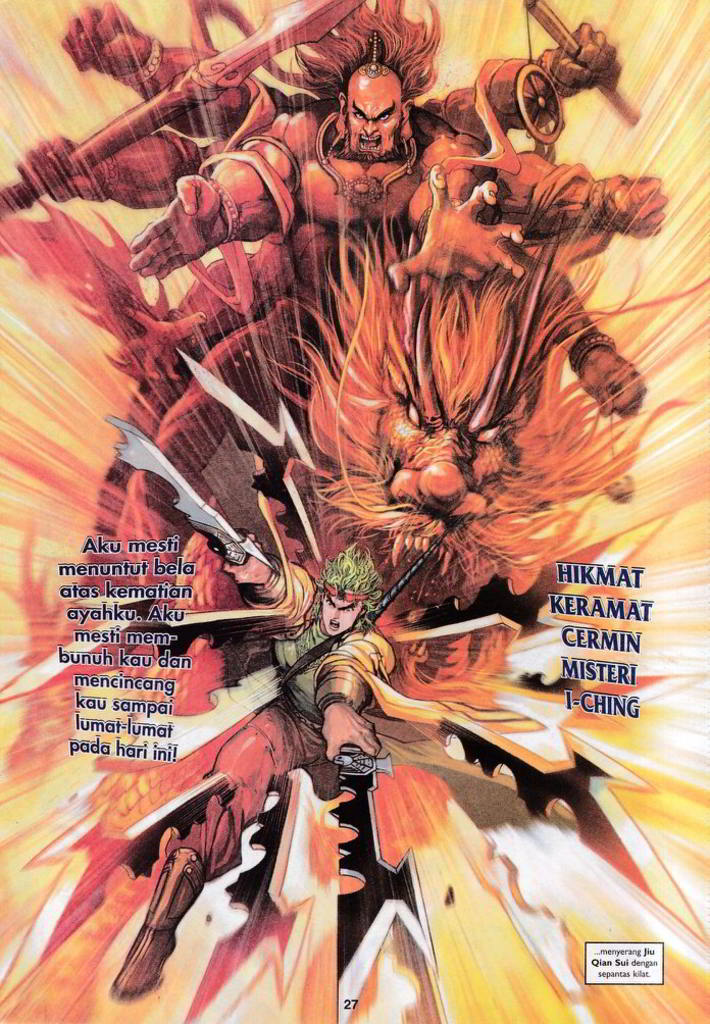 Aku mesti
menuntut bela
atas kematian
ayahku. Aku
mesti mem-
bunuh kau dan
mencincang
kau sampai
lumat-lumat
pada hari ini!
HIKMAT
KERAMAT
CERMIN
MISTERI
I-CHING
...menyerang Jiu
Qian Sui dengan
sepantas kilat.
27